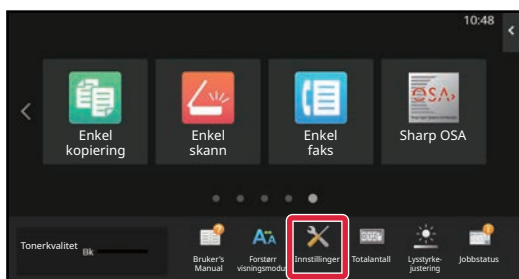 10:48
Enkel
kopiering
Enkel
skann
Enkel
faks
OSA
Sharp OSA
Tonerkvalitet
Bk
Bruker's
Manual
Forstørr
visningsmodus
Innstillinger
Totalantall
Lysstyrke-
justering
Jobbstatus